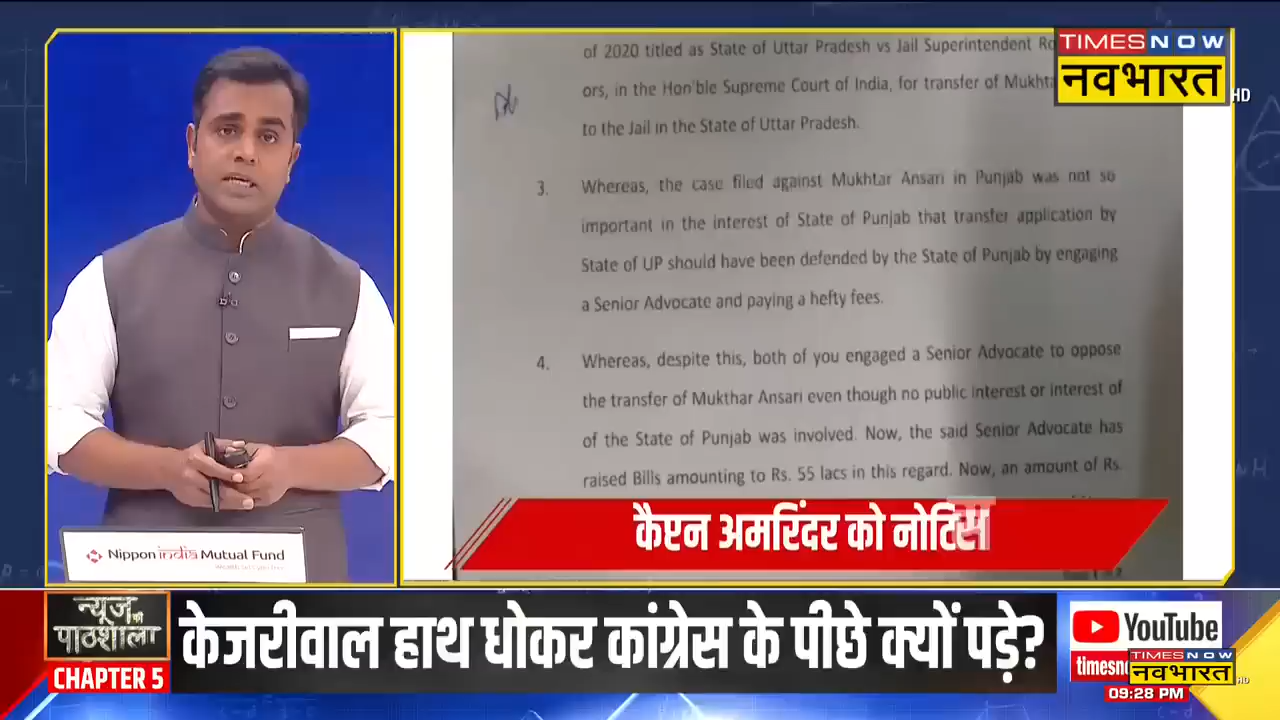 of 2020 titled as State of Uttar Pradesh vs Jail Superintendent
ors, in the Hon'ble Supreme Court of India, for transfer of
to the Jail in the State of Uttar Pradesh.
3. Whereas, the case filed against Mukhtar Ansari in Punjab was not so
important in the interest of State of Punjab that transfer application by
State of UP should have been defended by the State of Punjab by engaging
a Senior Advocate and paying a hefty fees.
4. Whereas, despite this, both of you engaged a Senior Advocate to oppose
the transfer of Mukthar Ansari even though no public interest or interest of
of the State of Punjab was involved. Now, the said Senior Advocate has
raised Bills amounting to Rs. 55 lacs in this regard. Now, an amount of Rs.
TIMES NOW
नवभारत
HD
कैप्टन अमरिंदर को नोटिस
Nippon india Mutual Fund
न्यूज़ की
पाठशाला
CHAPTER 5
केजरीवाल हाथ धोकर कांग्रेस के पीछे क्यों पड़े?
YouTube
TIMES NOW
नवभारत
HD
09:28 PM